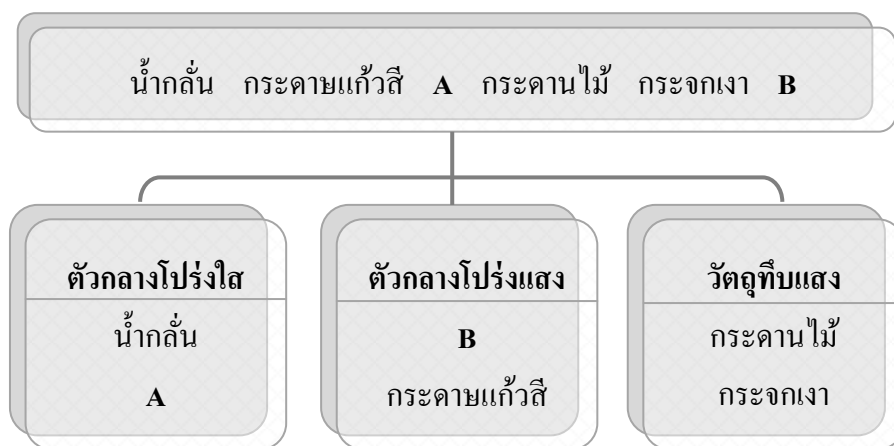 น้ำกลั่น กระดาษแก้วสี A กระดานไม้ กระจกเงา B
ตัวกลางโปร่งใส
น้ำกลั่น
A
ตัวกลางโปร่งแสง
B
กระดาษแก้วสี
วัตถุทึบแสง
กระดานไม้
กระจกเงา